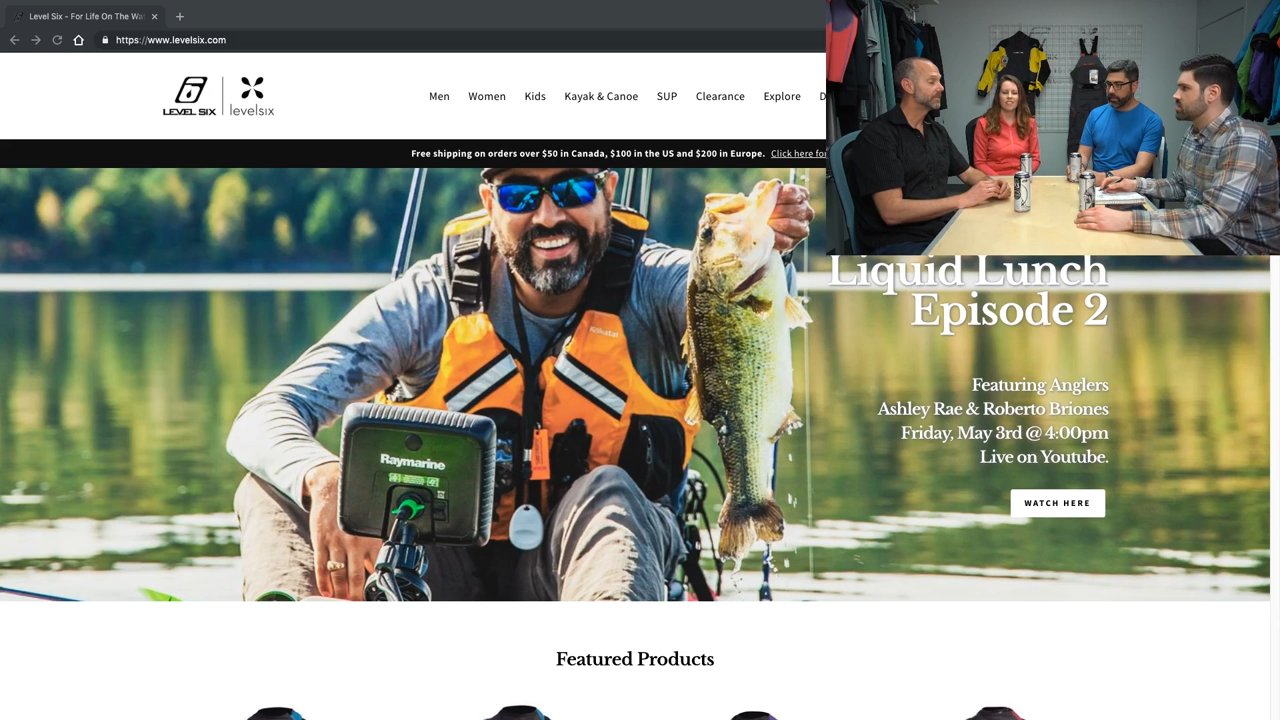 Level Six - For Life On The Wat
https://www.levelsix.com
LEVEL SIX
levelsix
Men
Women
Kids
Kayak & Canoe
SUP
Clearance
Explore
D
Free shipping on orders over $50 in Canada, $100 in the US and $200 in Europe. Click here for
Liquid Lunch
Episode 2
Featuring Anglers
Ashley Rae & Roberto Briones
Friday, May 3rd @ 4:00pm
Live on Youtube.
WATCH HERE
Kokatat
Raymarine
Featured Products